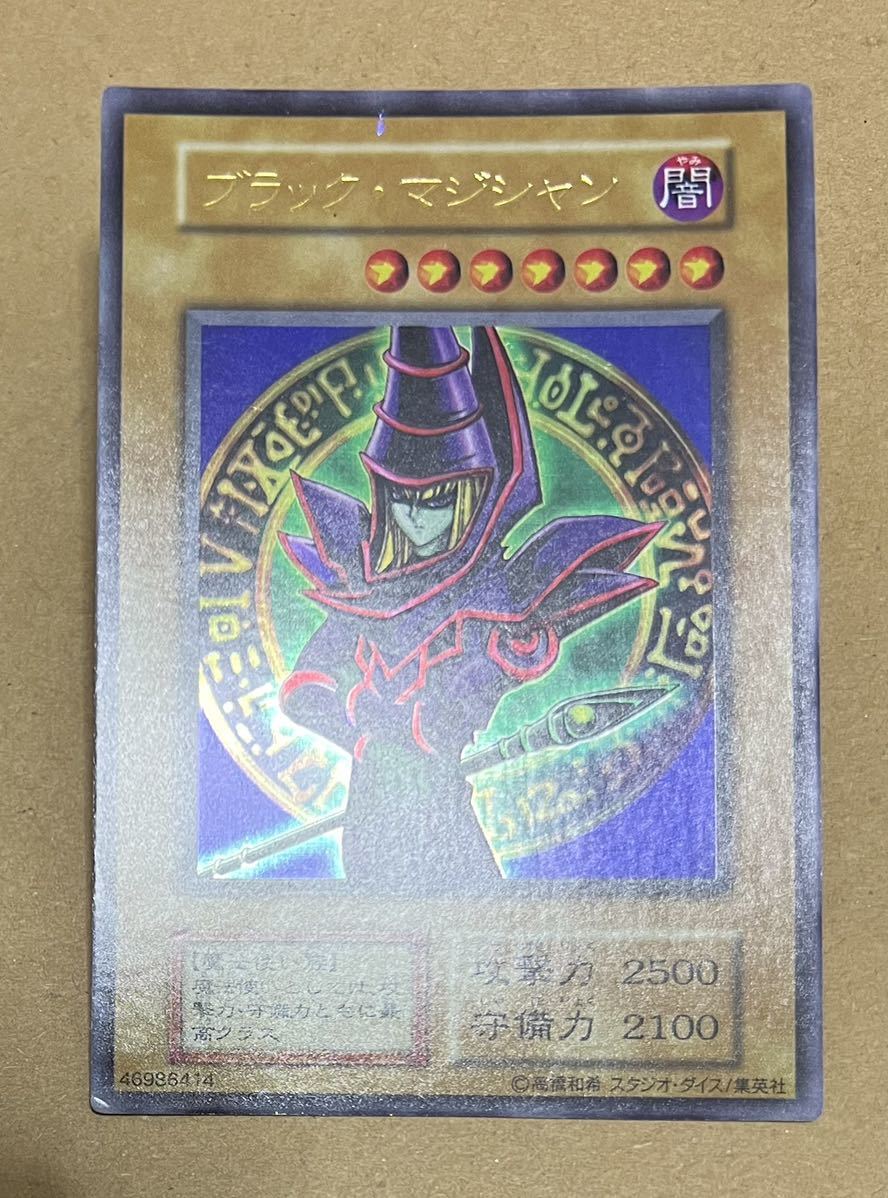 ブラック・マジシャン
やみ
闇
【魔法使い族】
魔法使いとしては、攻
撃力・守備力ともに最
高クラス
攻撃力 2500
守備力 2100
46986414
©高橋和希 スタジオ・ダイス/集英社